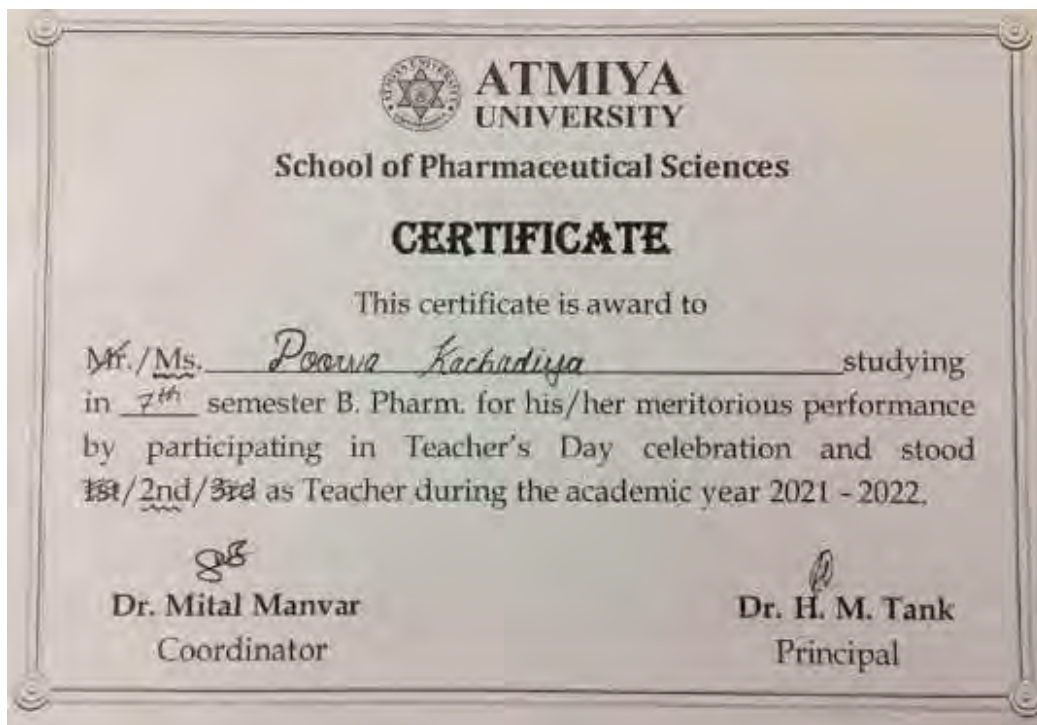 ATMIYA
UNIVERSITY
School of Pharmaceutical Sciences
CERTIFICATE
This certificate is award to
Mr./Ms. Poorva Kachadiya studying
in 7th semester B. Pharm. for his/her meritorious performance
by participating in Teacher's Day celebration and stood
1st/2nd/3rd as Teacher during the academic year 2021 - 2022.
Dr. Mital Manvar
Dr. H. M. Tank
Coordinator
Principal